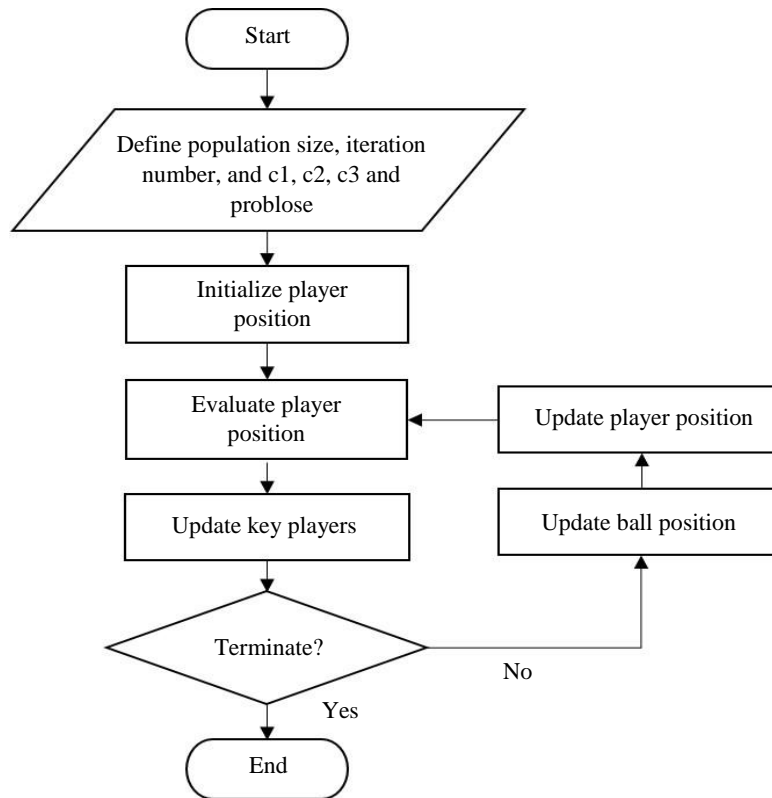 Start
Define population size, iteration
number, and c1, c2, c3 and
problose
Initialize player
position
Evaluate player
position
Update player position
Update key players
Update ball position
Terminate?
No
Yes
End